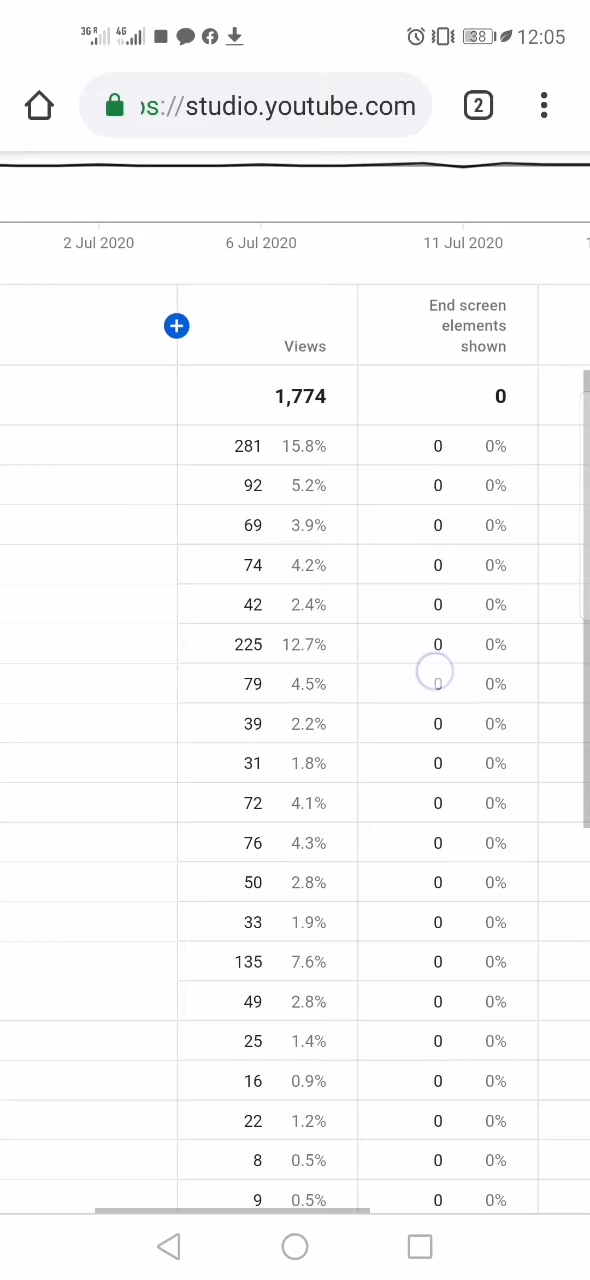 3G R 4G 38 12:05
os://studio.youtube.com 2
2 Jul 2020 6 Jul 2020 11 Jul 2020 1
End screen
elements
Views shown
1,774 0
281 15.8% 0 0%
92 5.2% 0 0%
69 3.9% 0 0%
74 4.2% 0 0%
42 2.4% 0 0%
225 12.7% 0 0%
79 4.5% 0 0%
39 2.2% 0 0%
31 1.8% 0 0%
72 4.1% 0 0%
76 4.3% 0 0%
50 2.8% 0 0%
33 1.9% 0 0%
135 7.6% 0 0%
49 2.8% 0 0%
25 1.4% 0 0%
16 0.9% 0 0%
22 1.2% 0 0%
8 0.5% 0 0%
9 0.5% 0 0%